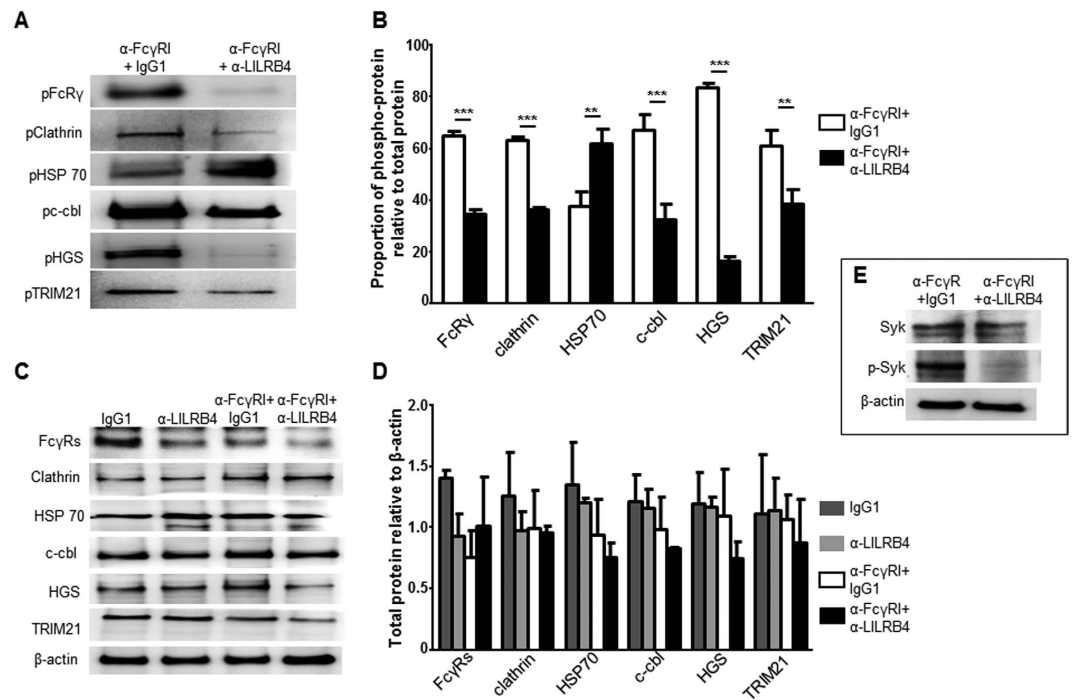 A
α-FcγRI + IgG1
α-FcγRI + α-LILRB4
pFcRγ
pClathrin
pHSP 70
pc-cbl
pHGS
pTRIM21
B
Proportion of phospho-protein relative to total protein
100
80
60
40
20
0
***
***
**
***
***
**
FcRγ
clathrin
HSP70
c-cbl
HGS
TRIM21
α-FcγRI+ IgG1
α-FcγRI+ α-LILRB4
C
IgG1
α-LILRB4
α-FcγRI+ IgG1
α-FcγRI+ α-LILRB4
FcγRs
Clathrin
HSP 70
c-cbl
HGS
TRIM21
β-actin
D
Total protein relative to β-actin
2.0
1.5
1.0
0.5
0
FcγRs
clathrin
HSP70
c-cbl
HGS
TRIM21
IgG1
α-LILRB4
α-FcγRI+ IgG1
α-FcγRI+ α-LILRB4
E
α-FcγR +IgG1
α-FcγRI +α-LILRB4
Syk
p-Syk
β-actin